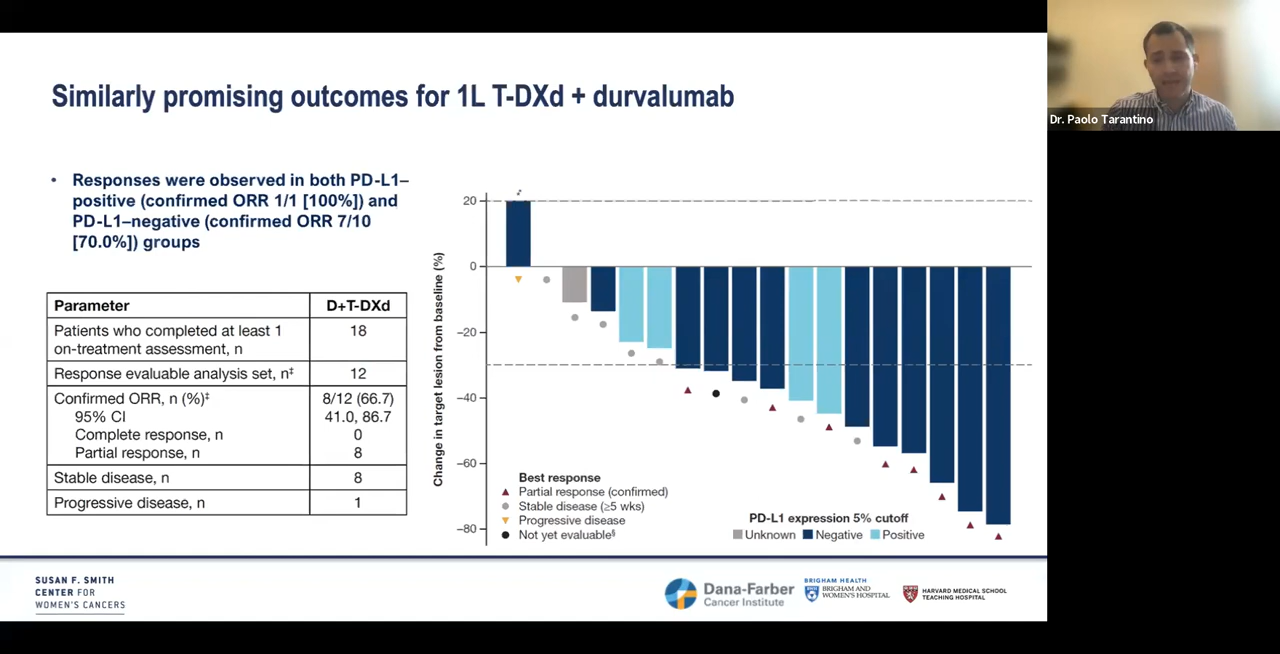 Similarly promising outcomes for 1L T-DXd + durvalumab
Dr. Paolo Tarantino
• Responses were observed in both PD-L1–
positive (confirmed ORR 1/1 [100%]) and
PD-L1–negative (confirmed ORR 7/10
[70.0%]) groups
Parameter D+T-DXd
Patients who completed at least 1 18
on-treatment assessment, n
Response evaluable analysis set, n‡ 12
Confirmed ORR, n (%)‡ 8/12 (66.7)
95% CI 41.0, 86.7
Complete response, n 0
Partial response, n 8
Stable disease, n 8
Progressive disease, n 1
Change in target lesion from baseline (%)
20
0
−20
−40
−60
−80
Best response
Partial response (confirmed)
Stable disease (≥5 wks)
Progressive disease
Not yet evaluable§
PD-L1 expression 5% cutoff
Unknown Negative Positive
SUSAN F. SMITH
CENTER FOR
WOMEN'S CANCERS
Dana-Farber
Cancer Institute
BRIGHAM HEALTH
BRIGHAM AND
WOMEN'S HOSPITAL
HARVARD MEDICAL SCHOOL
TEACHING HOSPITAL